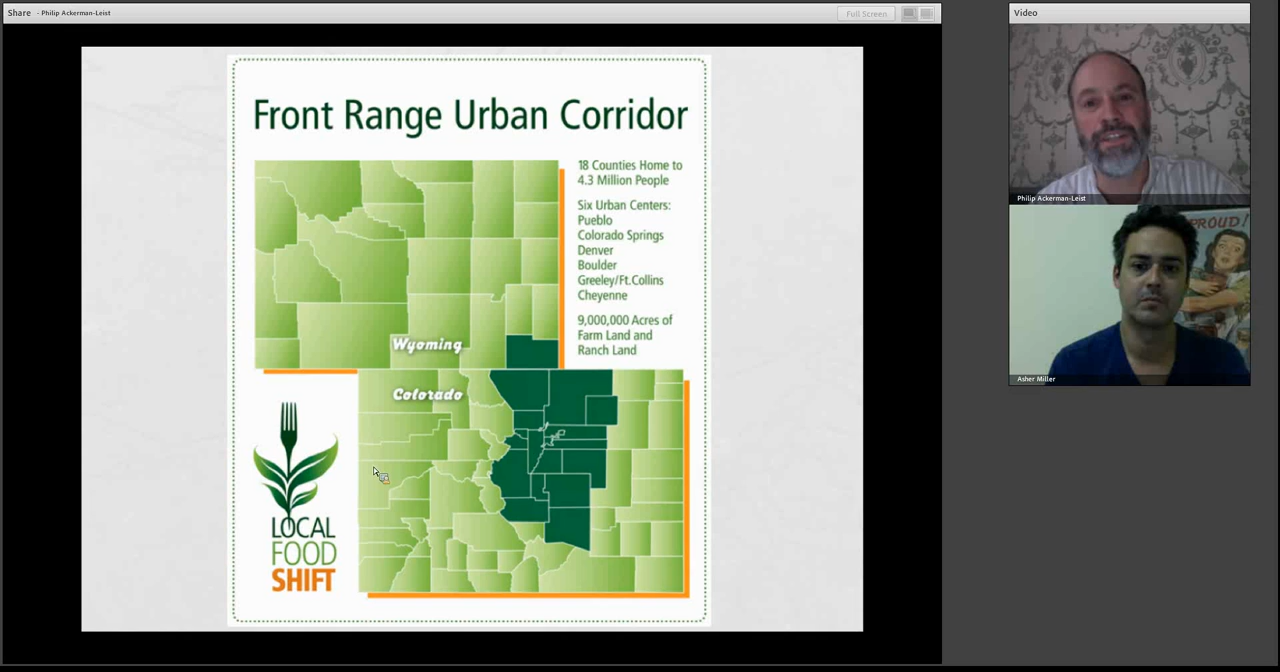 Share - Philip Ackerman-Leist
Full Screen
Video
Front Range Urban Corridor
18 Counties Home to
4.3 Million People
Six Urban Centers:
Pueblo
Colorado Springs
Denver
Boulder
Greeley/Ft.Collins
Cheyenne
9,000,000 Acres of
Farm Land and
Ranch Land
Wyoming
Colorado
LOCAL
FOOD
SHIFT
Philip Ackerman-Leist
PROUD!
Asher Miller